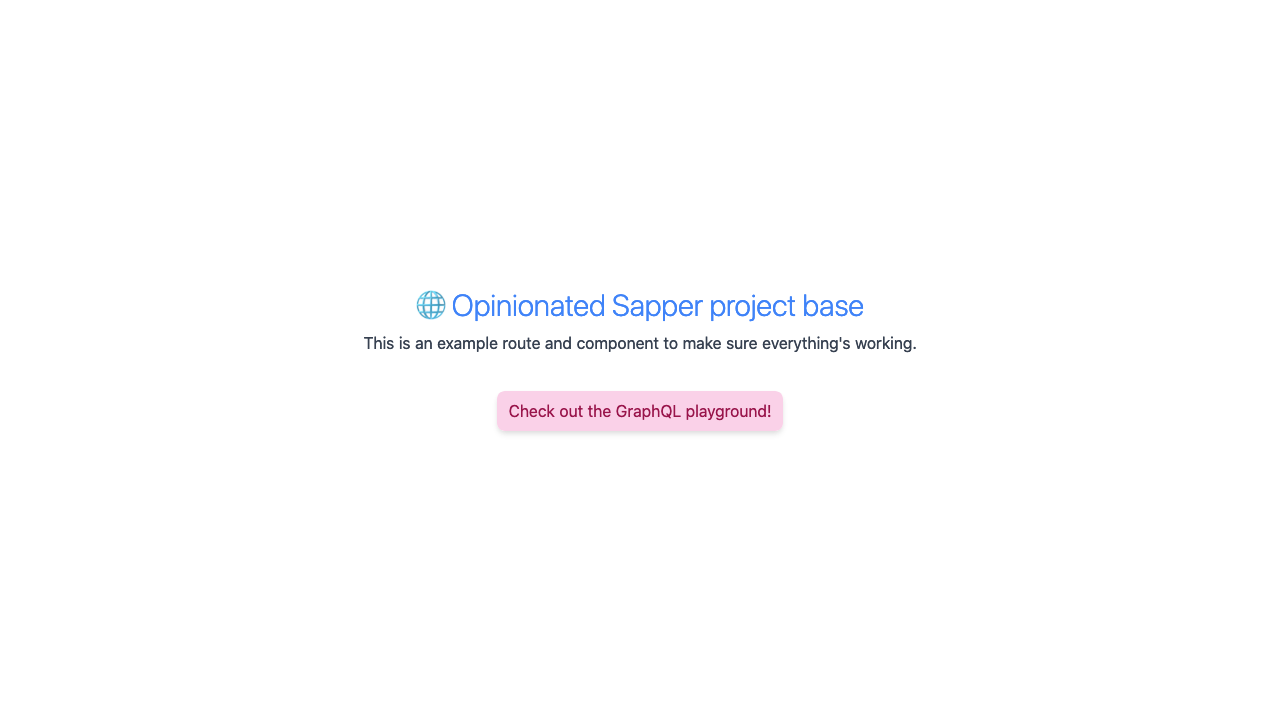 🌐 Opinionated Sapper project base
This is an example route and component to make sure everything's working.
Check out the GraphQL playground!